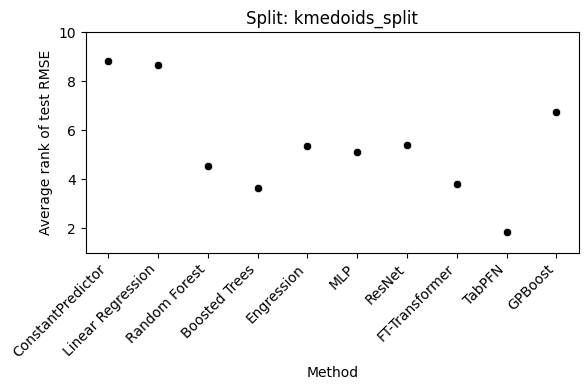 Split: kmedoids_split
Average rank of test RMSE
10
8
6
4
2
ConstantPredictor
Linear Regression
Random Forest
Boosted Trees
Engression
MLP
ResNet
FT-Transformer
TabPFN
GPBoost
Method